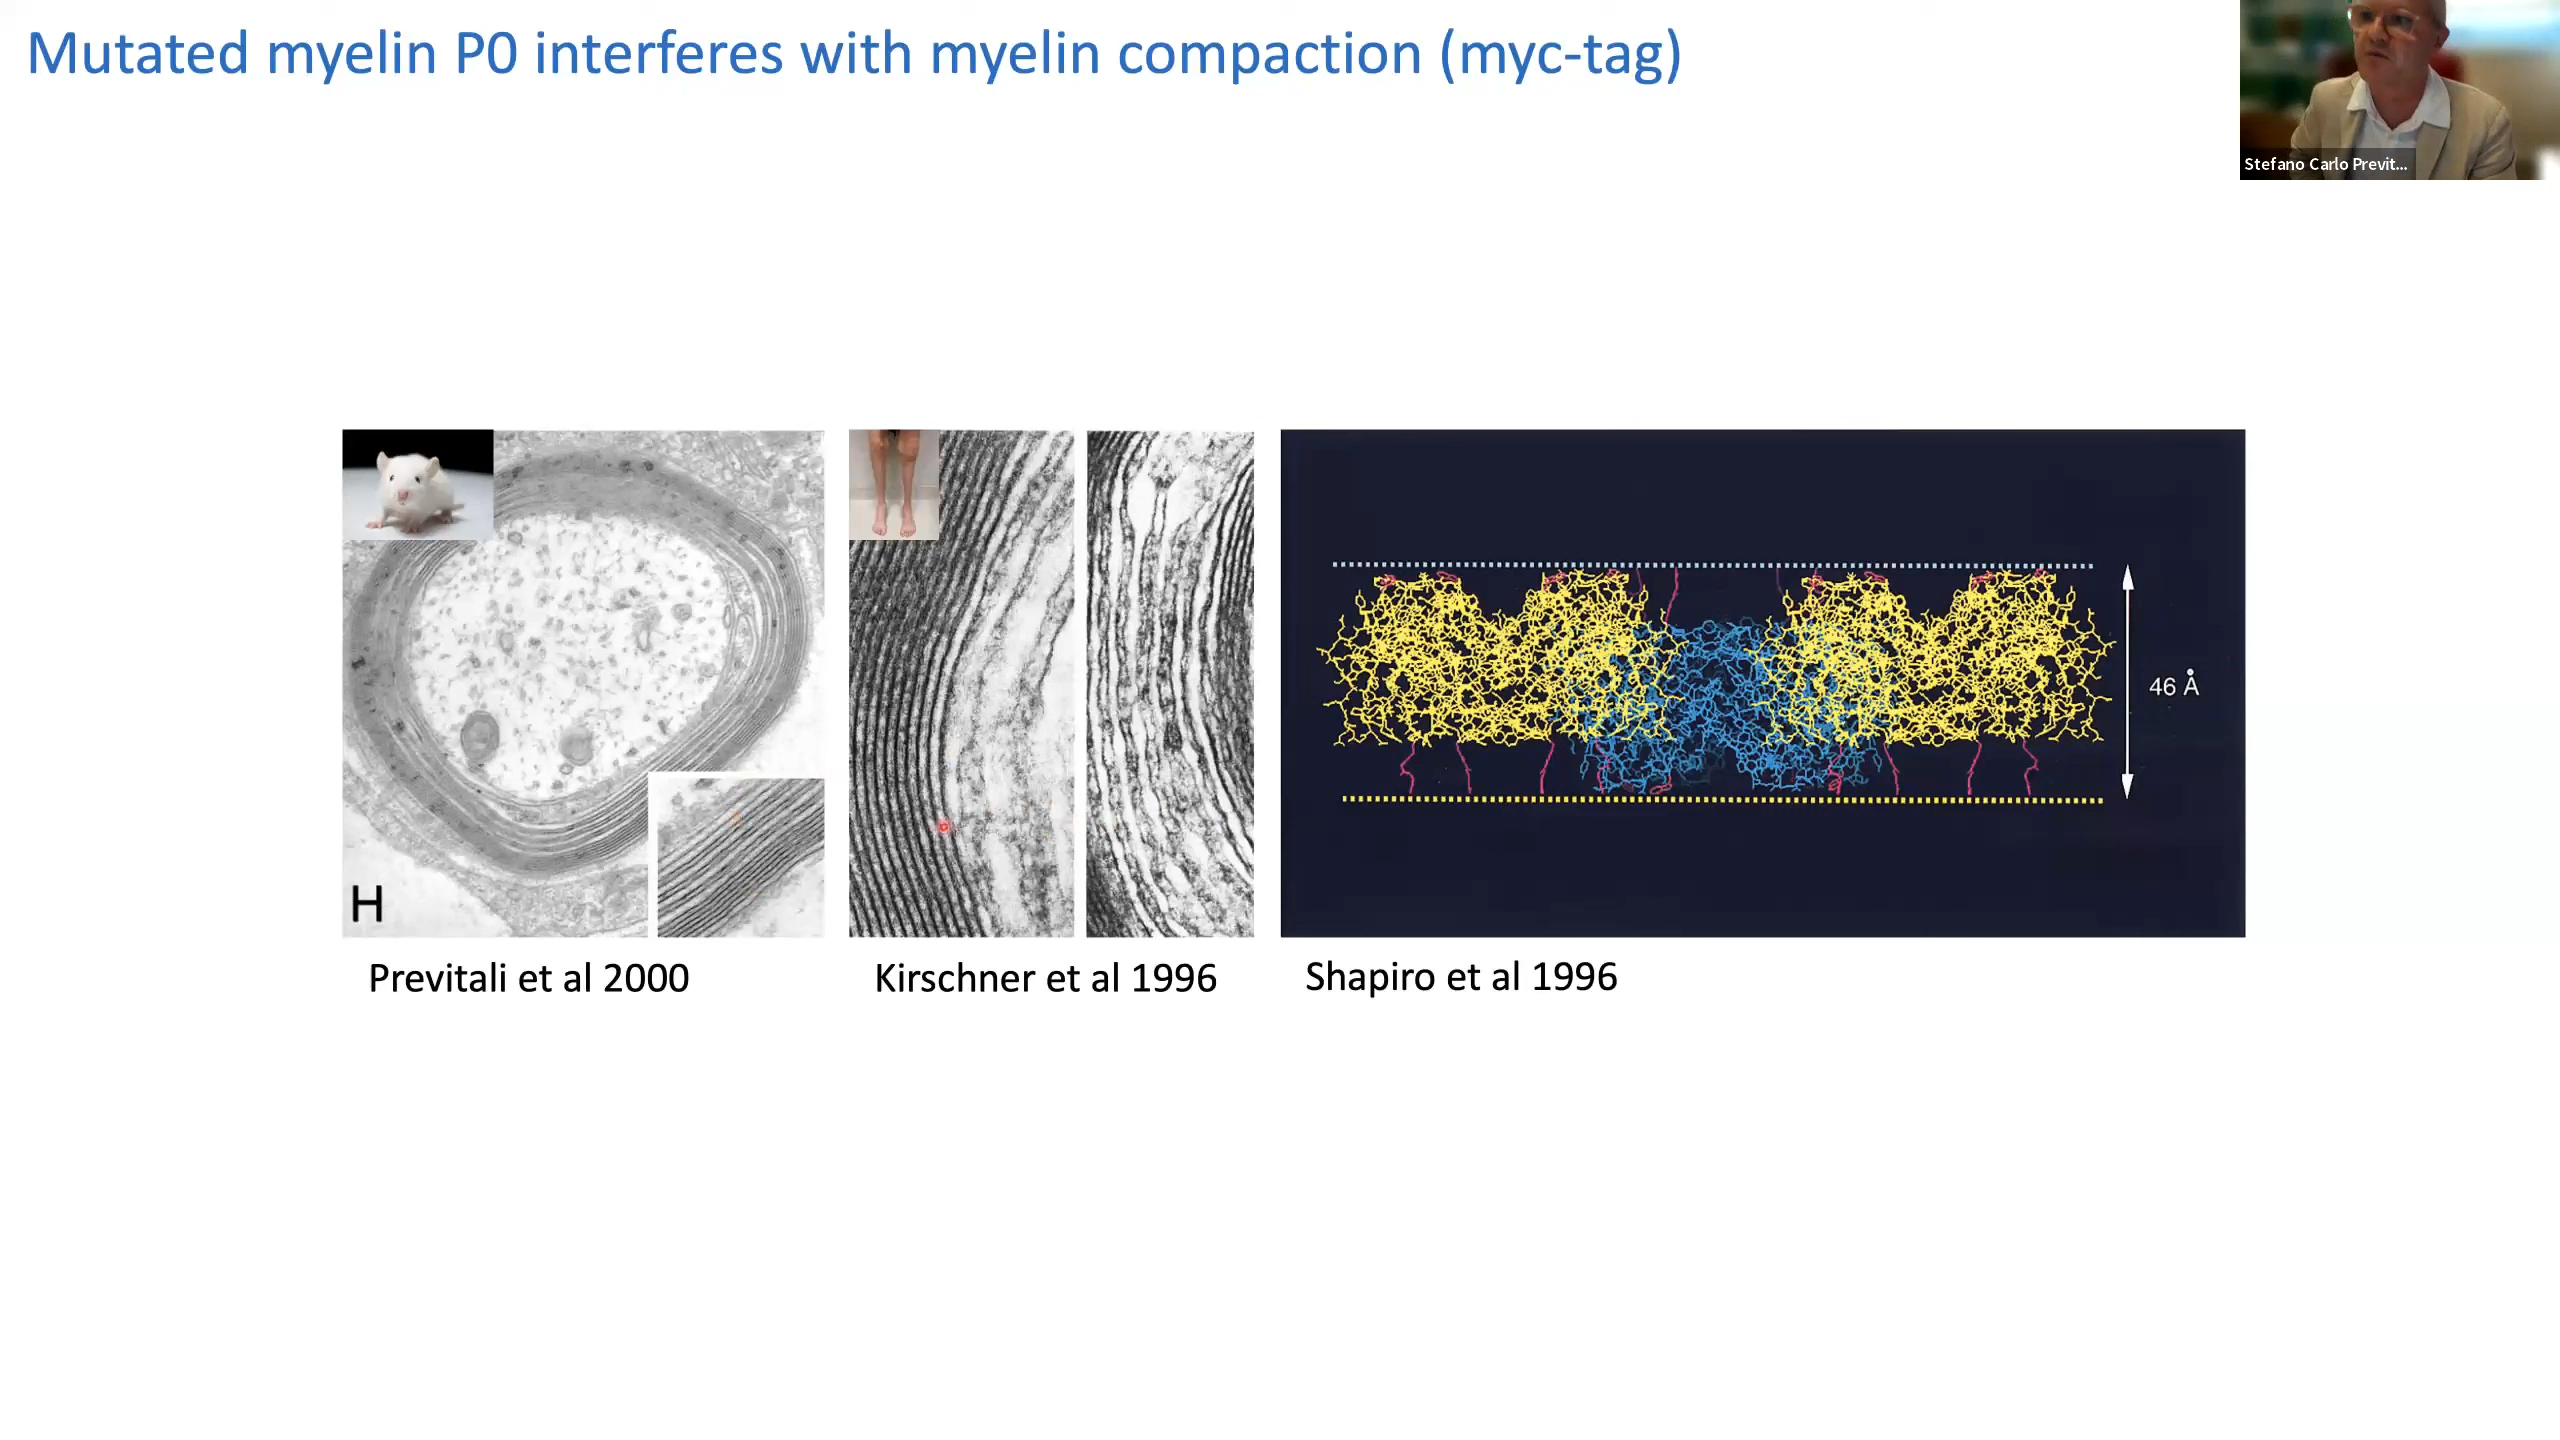 Mutated myelin P0 interferes with myelin compaction (myc-tag)
Stefano Carlo Previt...
46 Å
H
Previtali et al 2000
Kirschner et al 1996
Shapiro et al 1996